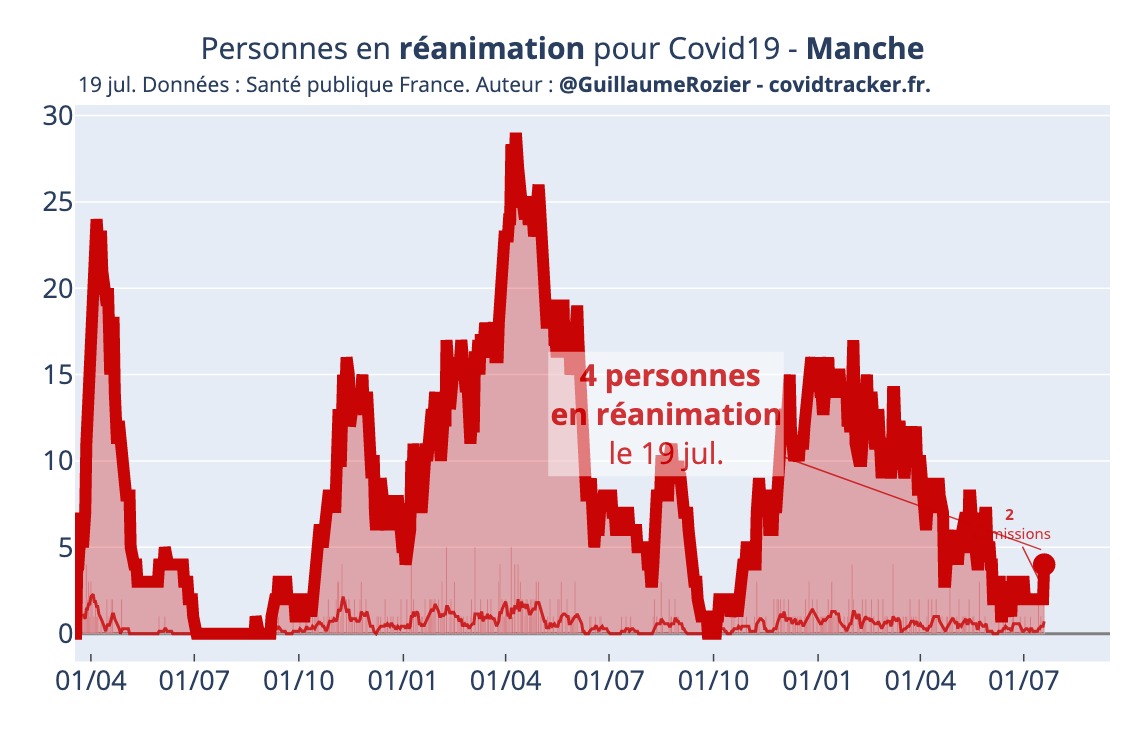 Personnes en réanimation pour Covid19 - Manche
19 jul. Données : Santé publique France. Auteur : @GuillaumeRozier - covidtracker.fr.
30
25
20
15
10
5
0
4 personnes
en réanimation
le 19 jul.
2
01/04 01/07 01/10 01/01 01/04 01/07 01/10 01/01 01/04 01/07